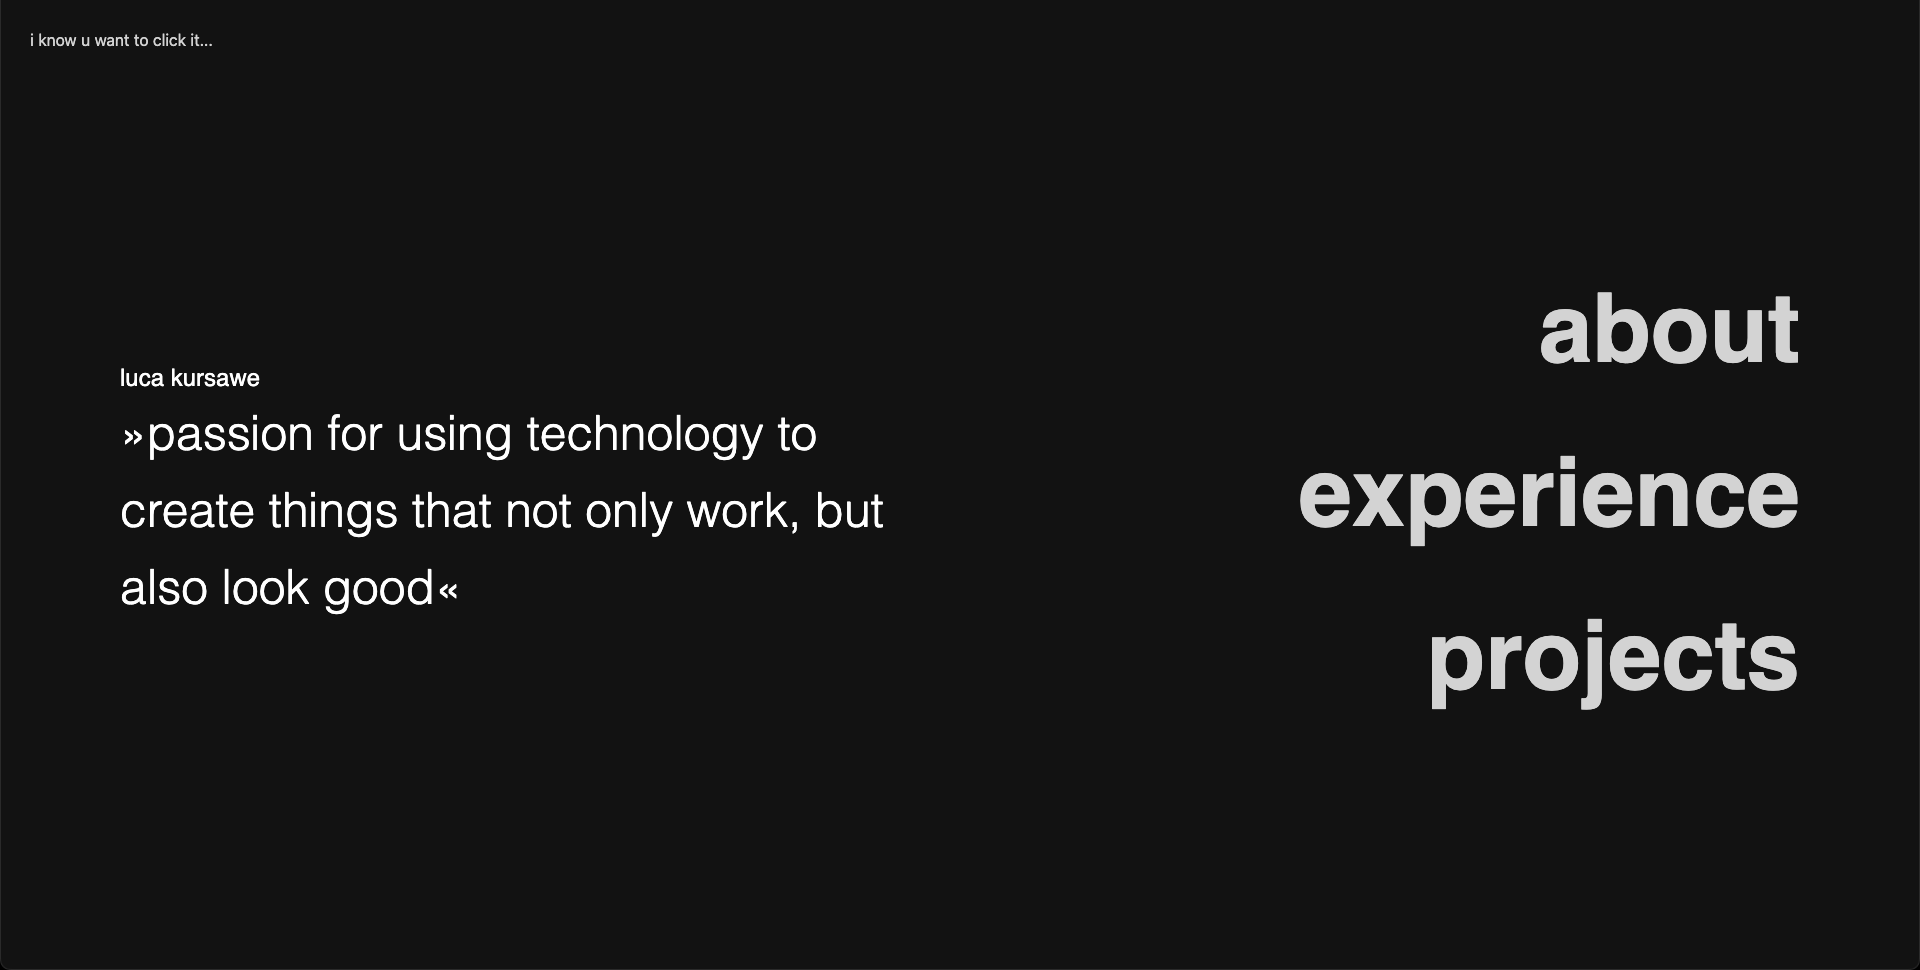 i know u want to click it...
luca kursawe
»passion for using technology to
create things that not only work, but
also look good«
about
experience
projects